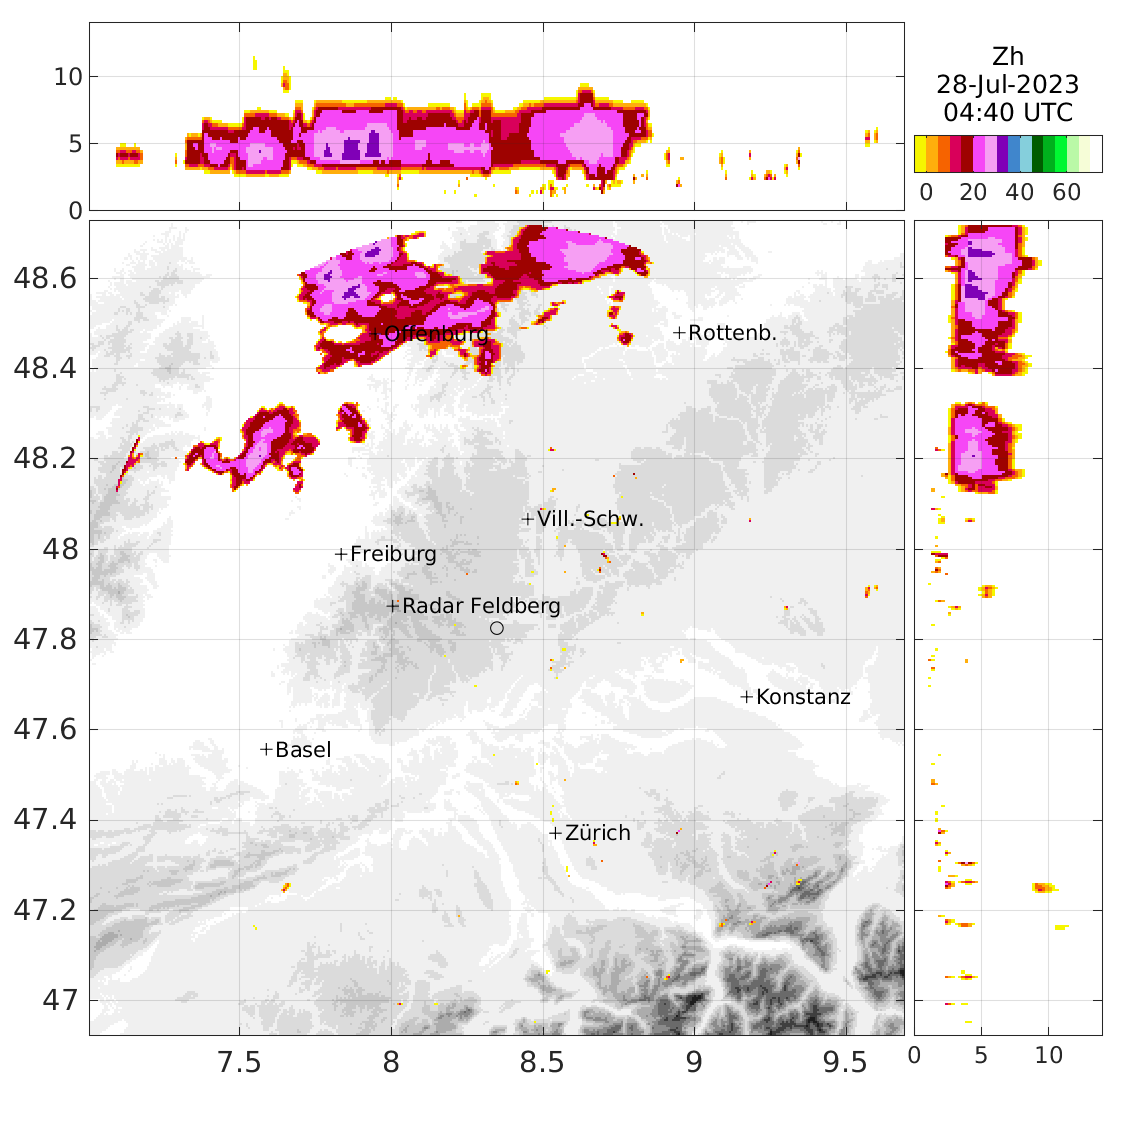 10
5
0
Zh
28-Jul-2023
04:40 UTC
0 20 40 60
48.6
48.4
48.2
48
47.8
47.6
47.4
47.2
47
+Offenburg
+Rottenb.
+Vill.-Schw.
+Freiburg
+Radar Feldberg
+Konstanz
+Basel
+Zürich
7.5 8 8.5 9 9.5
0 5 10